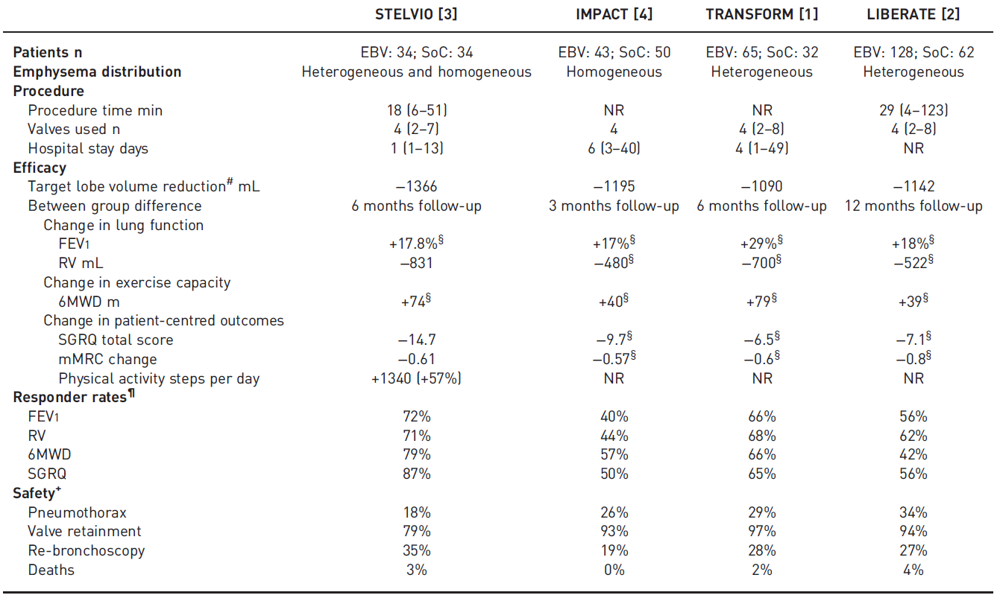 STELVIO [3] IMPACT [4] TRANSFORM [1] LIBERATE [2]
Patients n EBV: 34; SoC: 34 EBV: 43; SoC: 50 EBV: 65; SoC: 32 EBV: 128; SoC: 62
Emphysema distribution Heterogeneous and homogeneous Homogeneous Heterogeneous Heterogeneous
Procedure
Procedure time min 18 (6–51) NR NR 29 (4–123)
Valves used n 4 (2–7) 4 4 (2–8) 4 (2–8)
Hospital stay days 1 (1–13) 6 (3–40) 4 (1–49) NR
Efficacy
Target lobe volume reduction# mL −1366 −1195 −1090 −1142
Between group difference 6 months follow-up 3 months follow-up 6 months follow-up 12 months follow-up
Change in lung function
FEV1 +17.8%§ +17%§ +29%§ +18%§
RV mL −831 −480§ −700§ −522§
Change in exercise capacity
6MWD m +74§ +40§ +79§ +39§
Change in patient-centred outcomes
SGRQ total score −14.7 −9.7§ −6.5§ −7.1§
mMRC change −0.61 −0.57§ −0.6§ −0.8§
Physical activity steps per day +1340 (+57%) NR NR NR
Responder rates¶
FEV1 72% 40% 66% 56%
RV 71% 44% 68% 62%
6MWD 79% 57% 66% 42%
SGRQ 87% 50% 65% 56%
Safety+
Pneumothorax 18% 26% 29% 34%
Valve retainment 79% 93% 97% 94%
Re-bronchoscopy 35% 19% 28% 27%
Deaths 3% 0% 2% 4%